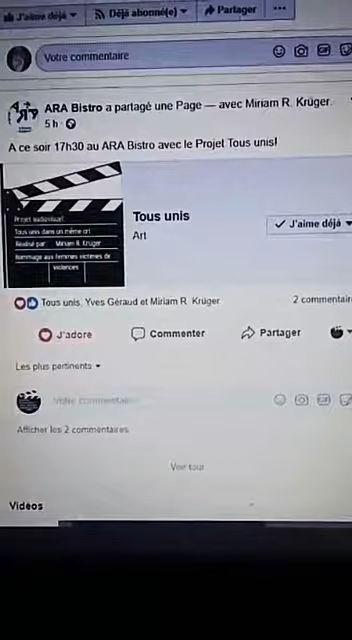 J'aime déjà Déjà abonné(e) Partager ...
Votre commentaire
ARA Bistro a partagé une Page — avec Miriam R. Krüger.
5 h
A ce soir 17h30 au ARA Bistro avec le Projet Tous unis!
Projet audiovisuel:
Tous unis dans un même art
Réalisé par: Miriam R. Krüger
Hommage aux femmes victimes de
violences
Tous unis
Art
J'aime déjà
Tous unis, Yves Géraud et Miriam R. Krüger 2 commentair
J'adore Commenter Partager
Les plus pertinents
Votre commentaire
Afficher les 2 commentaires
Voir tout
Vidéos